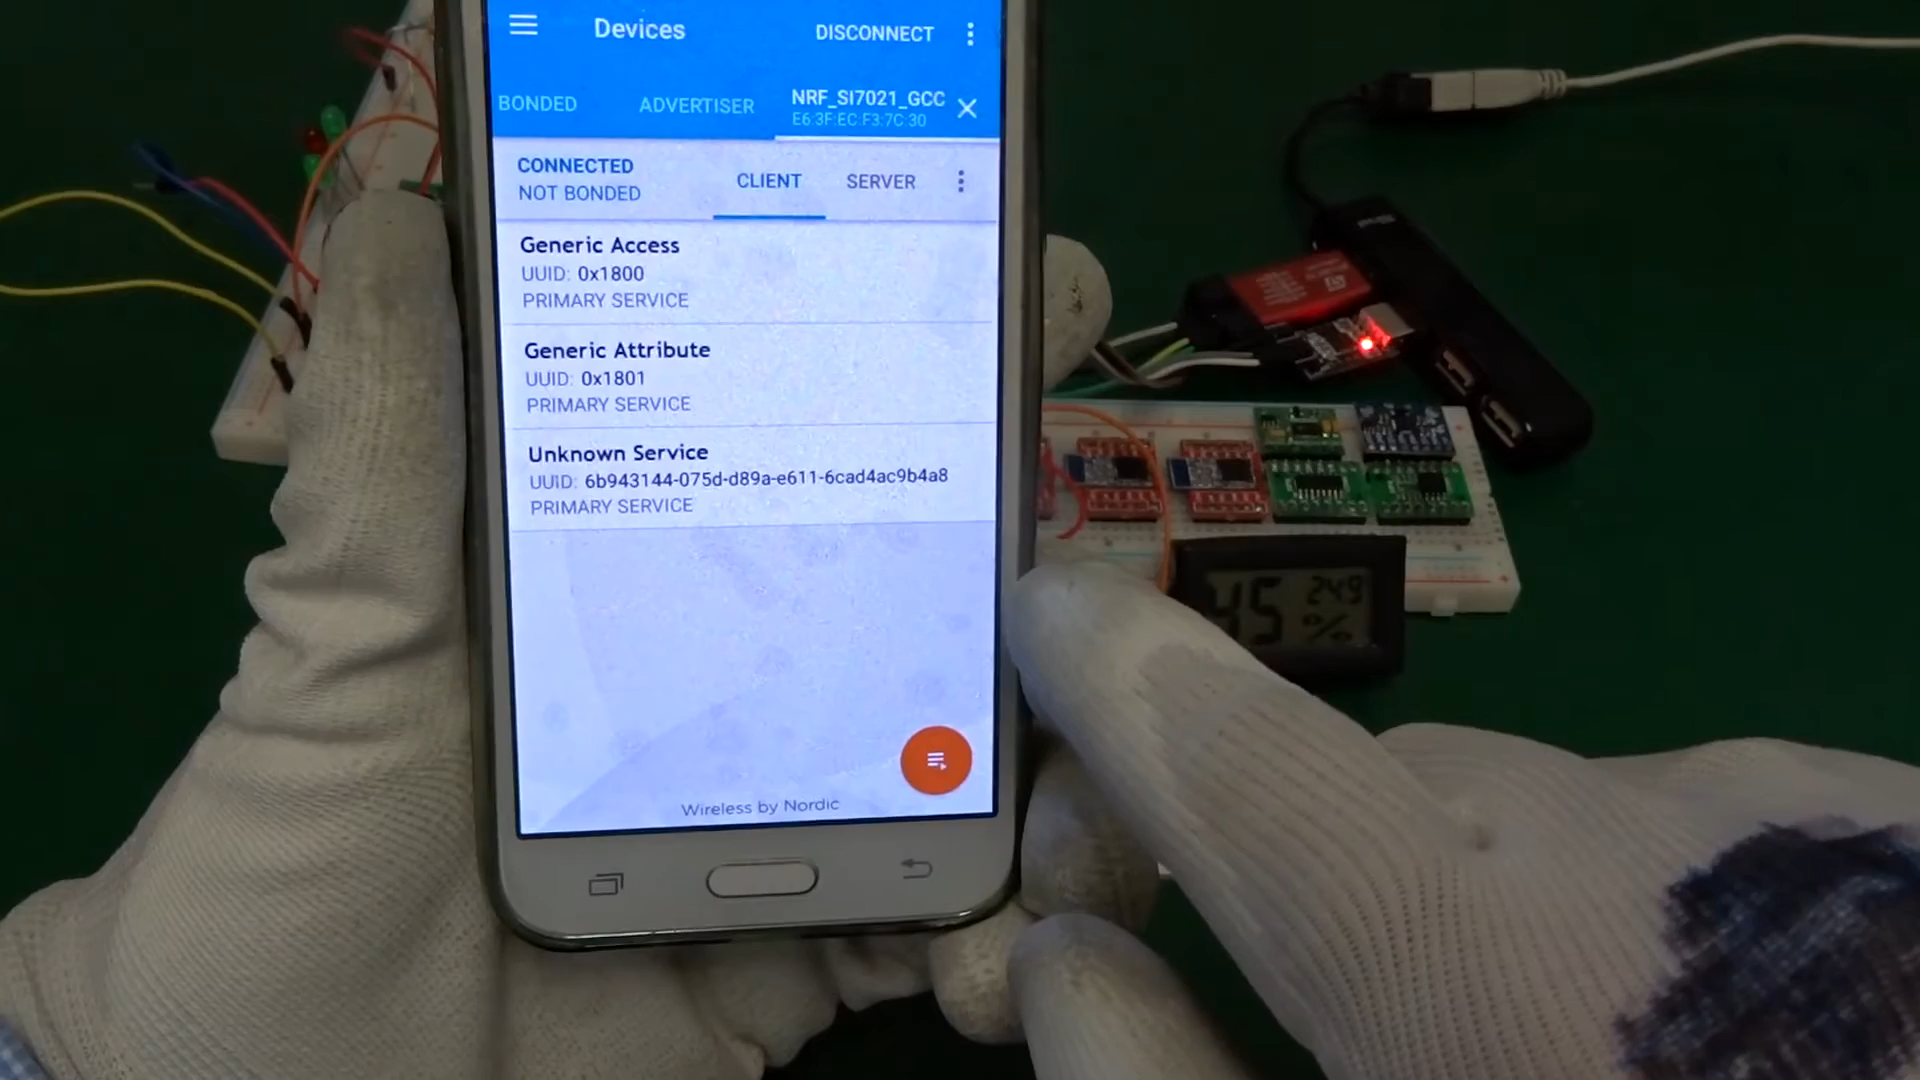 Devices
DISCONNECT
BONDED
ADVERTISER
NRF_SI7021_GCC
E6:3F:EC:F3:7C:30
CONNECTED
NOT BONDED
CLIENT
SERVER
Generic Access
UUID: 0x1800
PRIMARY SERVICE
Generic Attribute
UUID: 0x1801
PRIMARY SERVICE
Unknown Service
UUID: 6b943144-075d-d89a-e611-6cad4ac9b4a8
PRIMARY SERVICE
Wireless by Nordic
45
24.9
%